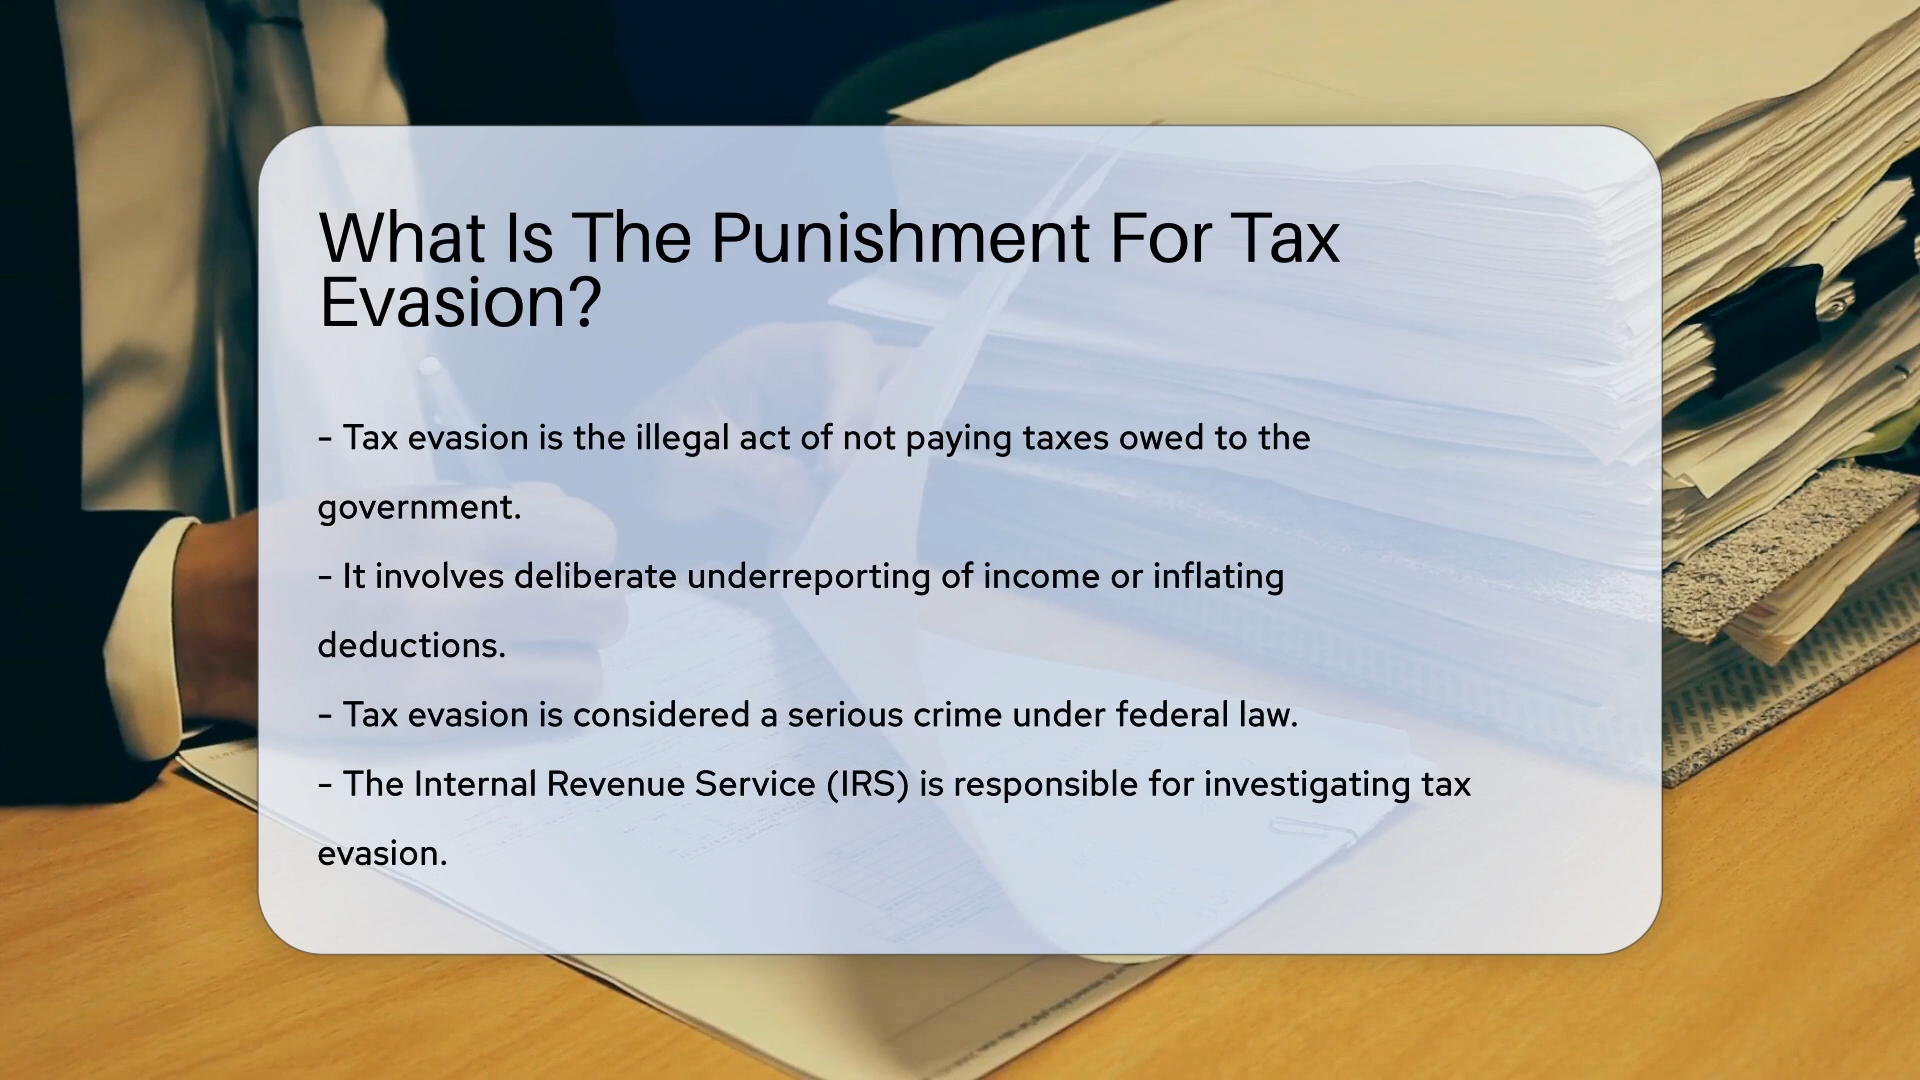 What Is The Punishment For Tax
Evasion?
- Tax evasion is the illegal act of not paying taxes owed to the
government.
- It involves deliberate underreporting of income or inflating
deductions.
- Tax evasion is considered a serious crime under federal law.
- The Internal Revenue Service (IRS) is responsible for investigating tax
evasion.